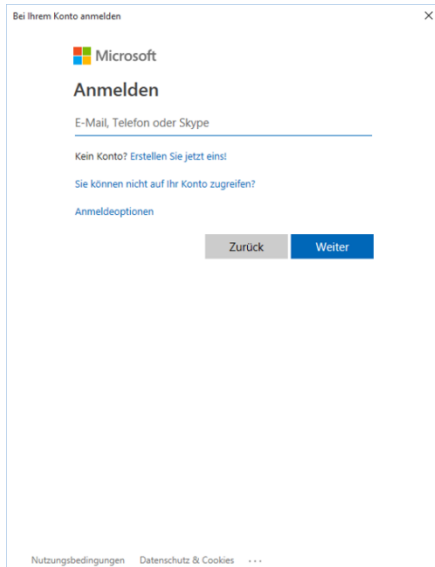 Bei Ihrem Konto anmelden
Microsoft
Anmelden
E-Mail, Telefon oder Skype
Kein Konto? Erstellen Sie jetzt eins!
Sie können nicht auf Ihr Konto zugreifen?
Anmeldeoptionen
Zurück Weiter
Nutzungsbedingungen Datenschutz & Cookies ...